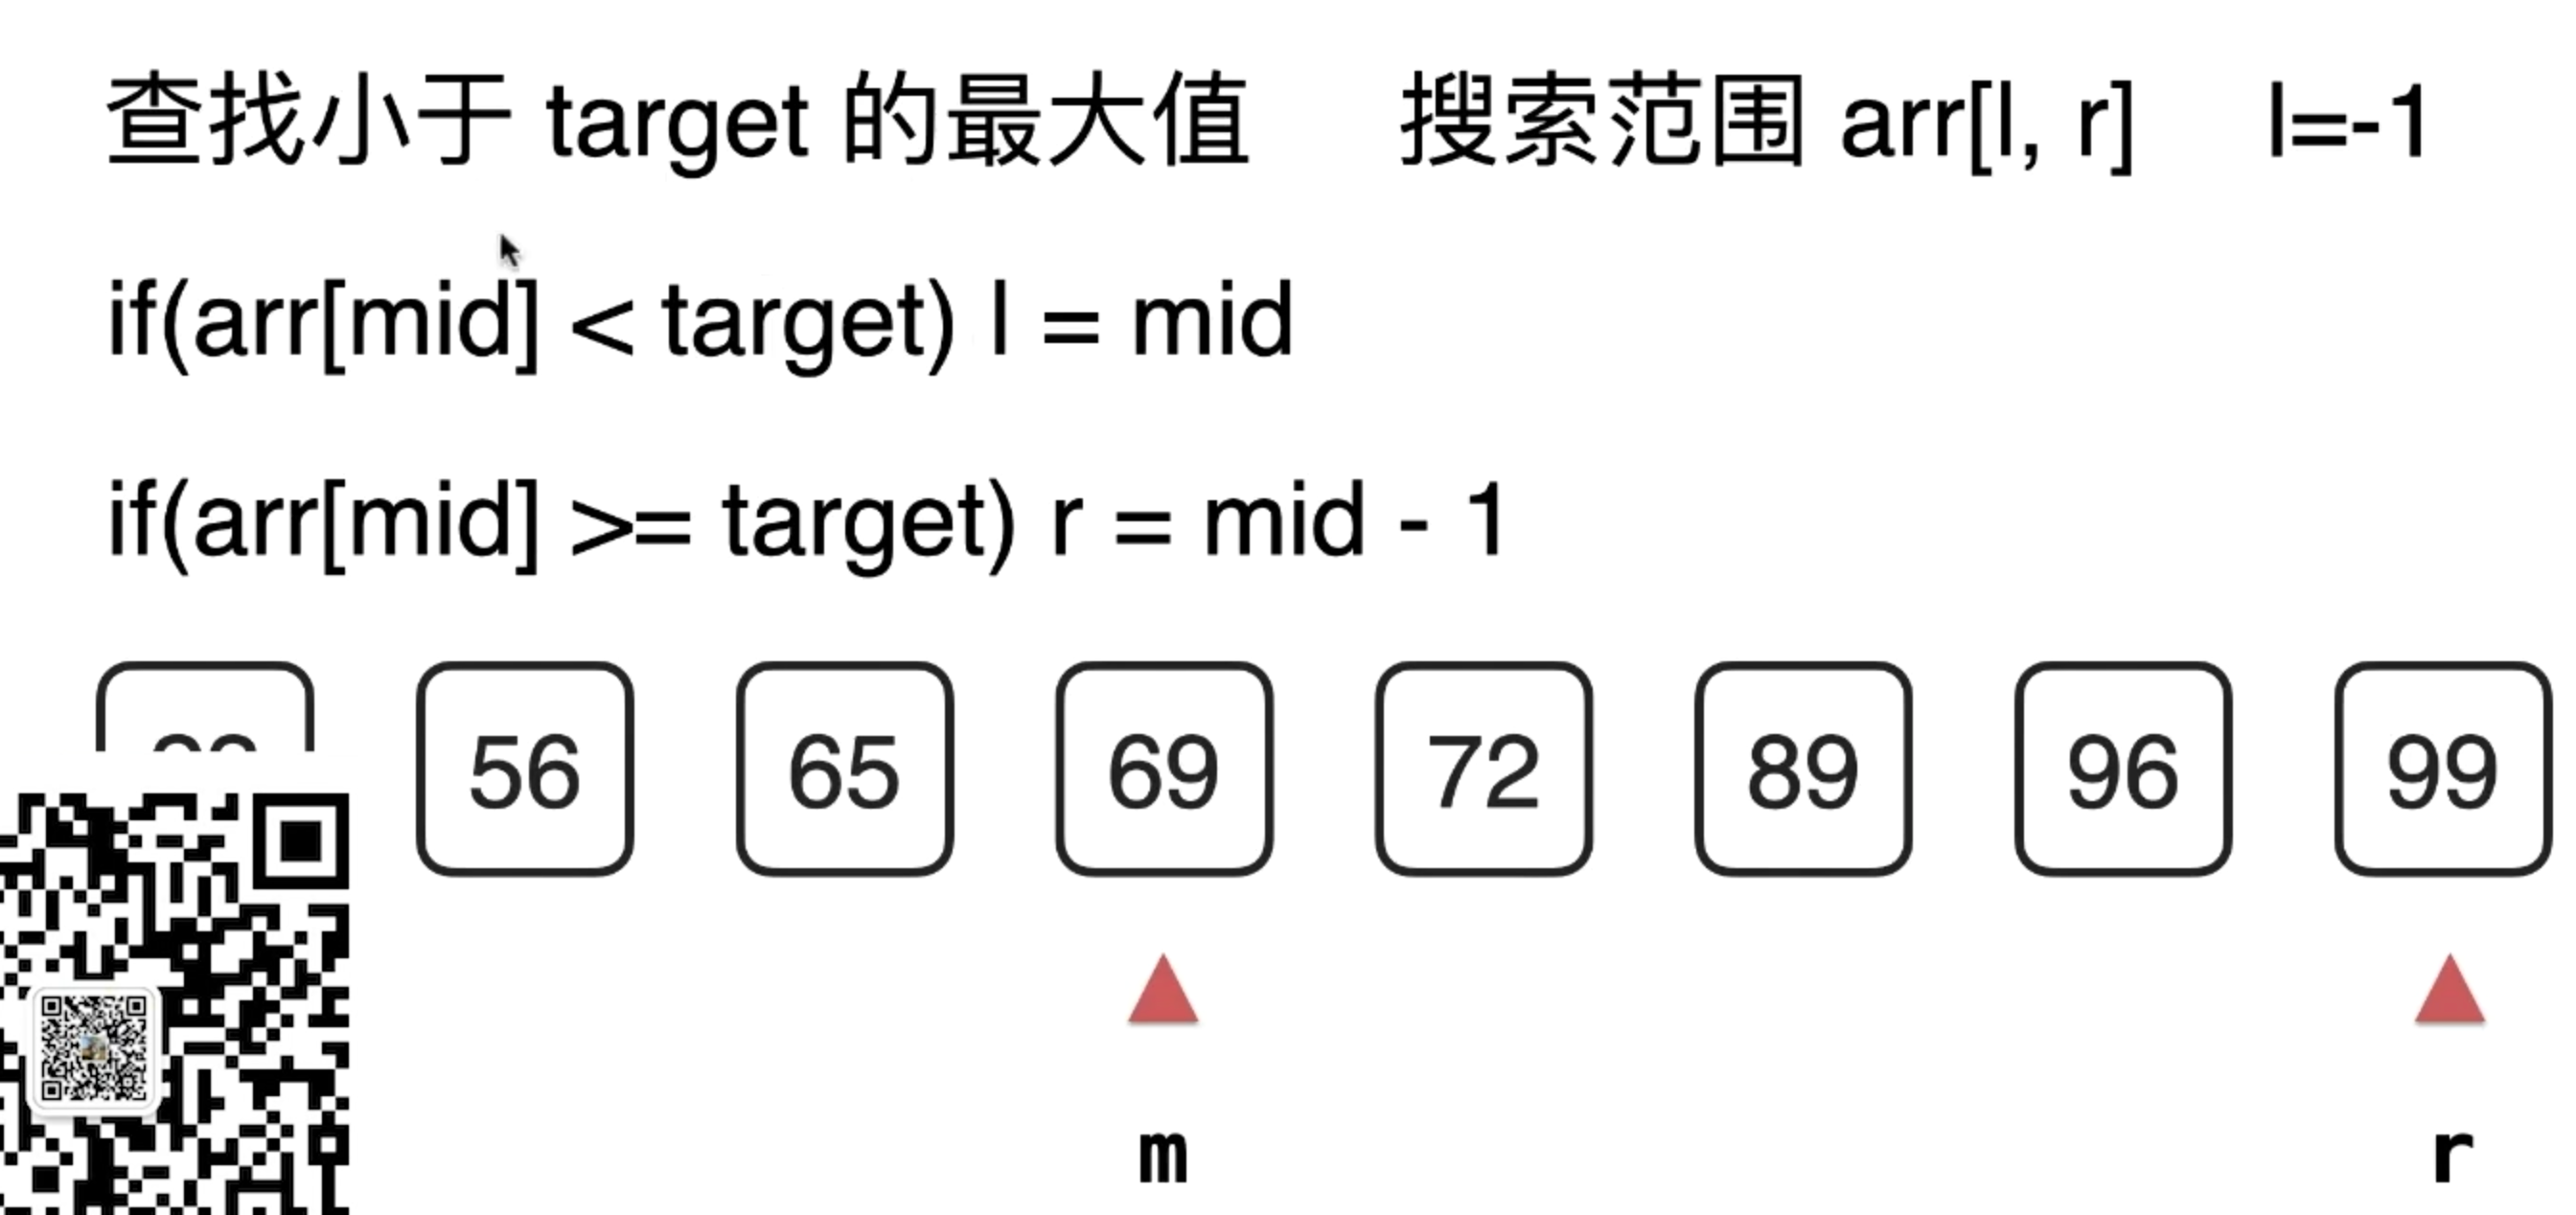 查找小于 target 的最大值 搜索范围 arr[l, r] l=-1
if(arr[mid] < target) l = mid
if(arr[mid] >= target) r = mid - 1
56 65 69 72 89 96 99
m r